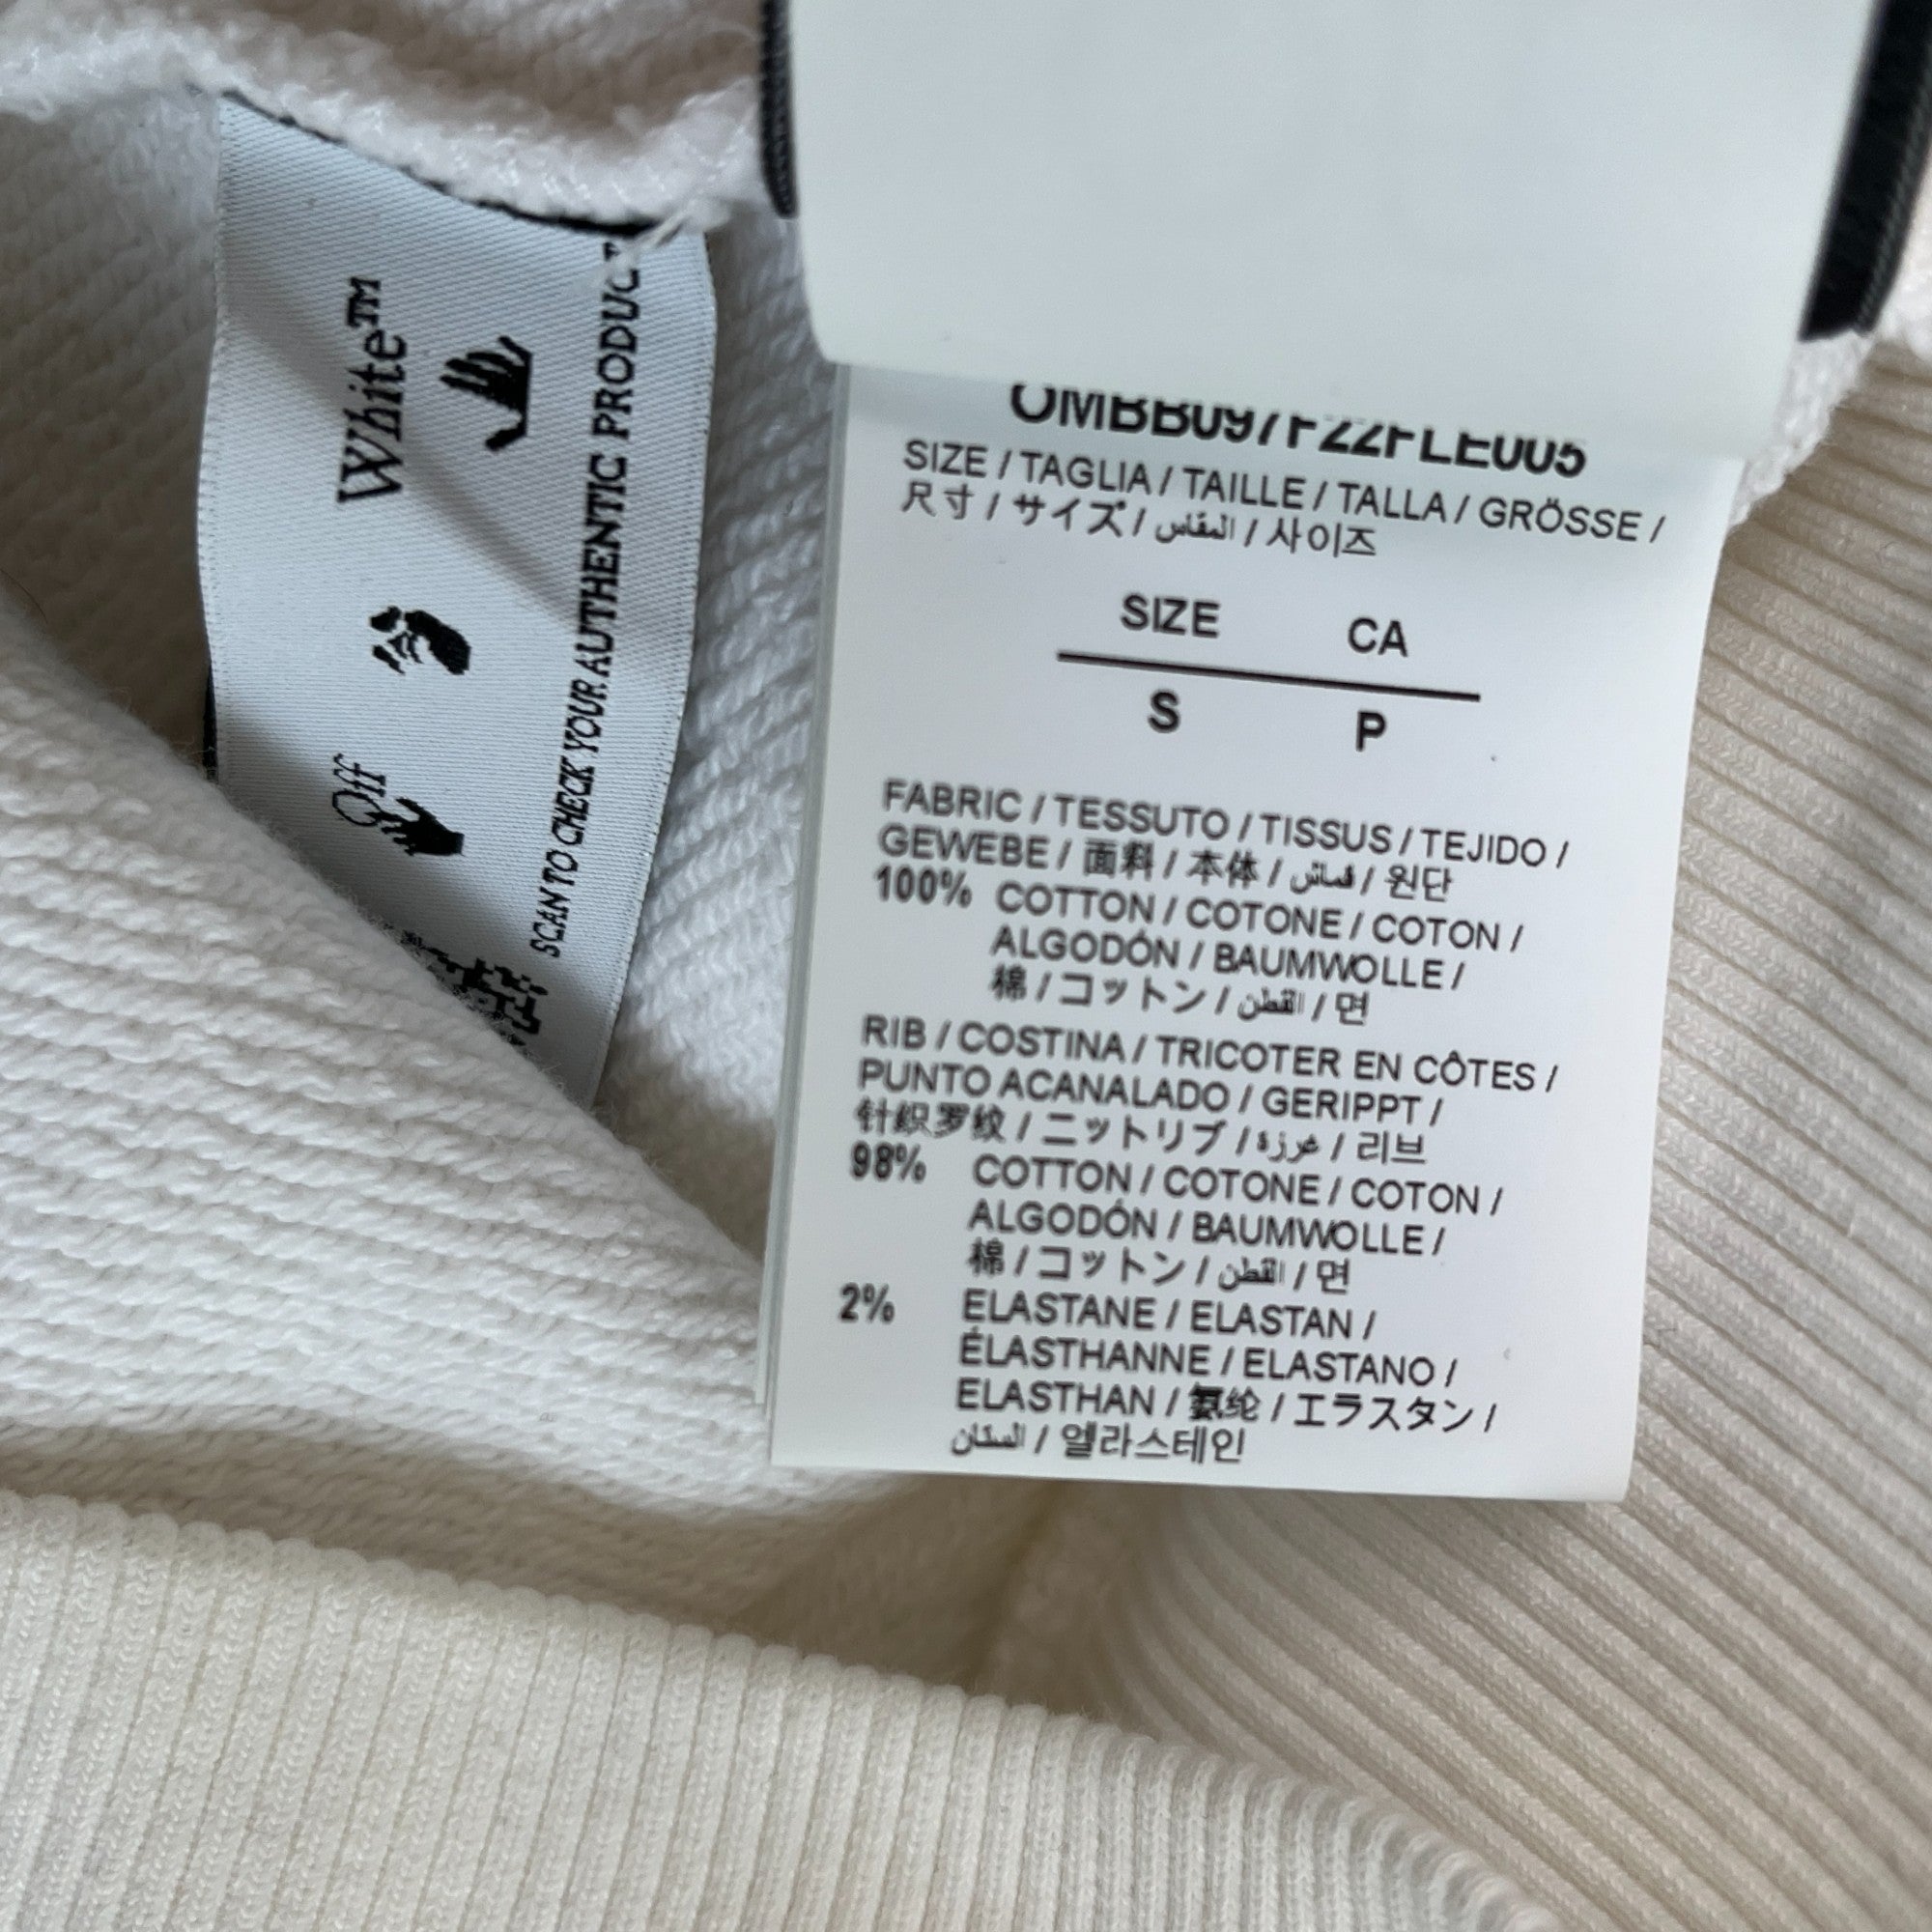 Off White™
SCAN TO CHECK YOUR AUTHENTIC PRODUCT
OMBB097F22FLE005
SIZE / TAGLIA / TAILLE / TALLA / GRÖSSE /
尺寸 / サイズ / المقاس / 사이즈
SIZE CA
S P
FABRIC / TESSUTO / TISSUS / TEJIDO /
GEWEBE / 面料 / 本体 / قماش / 원단
100% COTTON / COTONE / COTON /
ALGODÓN / BAUMWOLLE /
棉 / コットン / القطن / 면
RIB / COSTINA / TRICOTER EN CÔTES /
PUNTO ACANALADO / GERIPPT /
针织罗纹 / ニットリブ / غرزة / 리브
98% COTTON / COTONE / COTON /
ALGODÓN / BAUMWOLLE /
棉 / コットン / القطن / 면
2% ELASTANE / ELASTAN /
ÉLASTHANNE / ELASTANO /
ELASTHAN / 氨纶 / エラスタン /
الستان / 엘라스테인